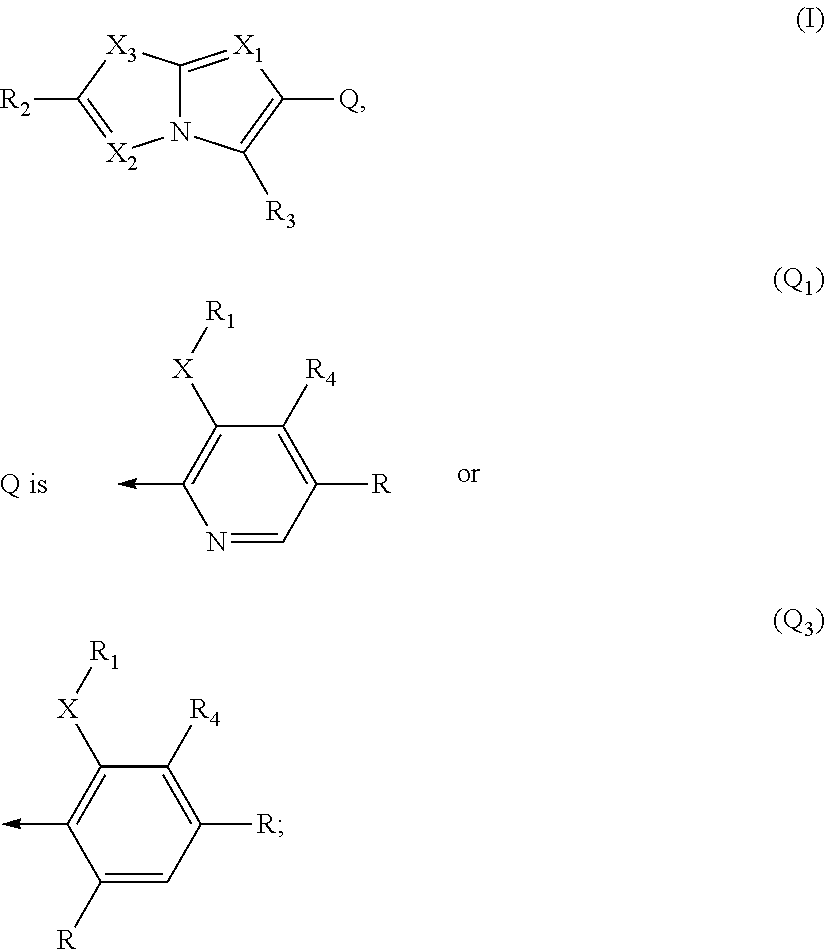 (I)
X3 X1
R2 Q,
N
X2
R3
(Q1)
R1
X R4
Q is R or
N
(Q3)
R1
X R4
R;
R